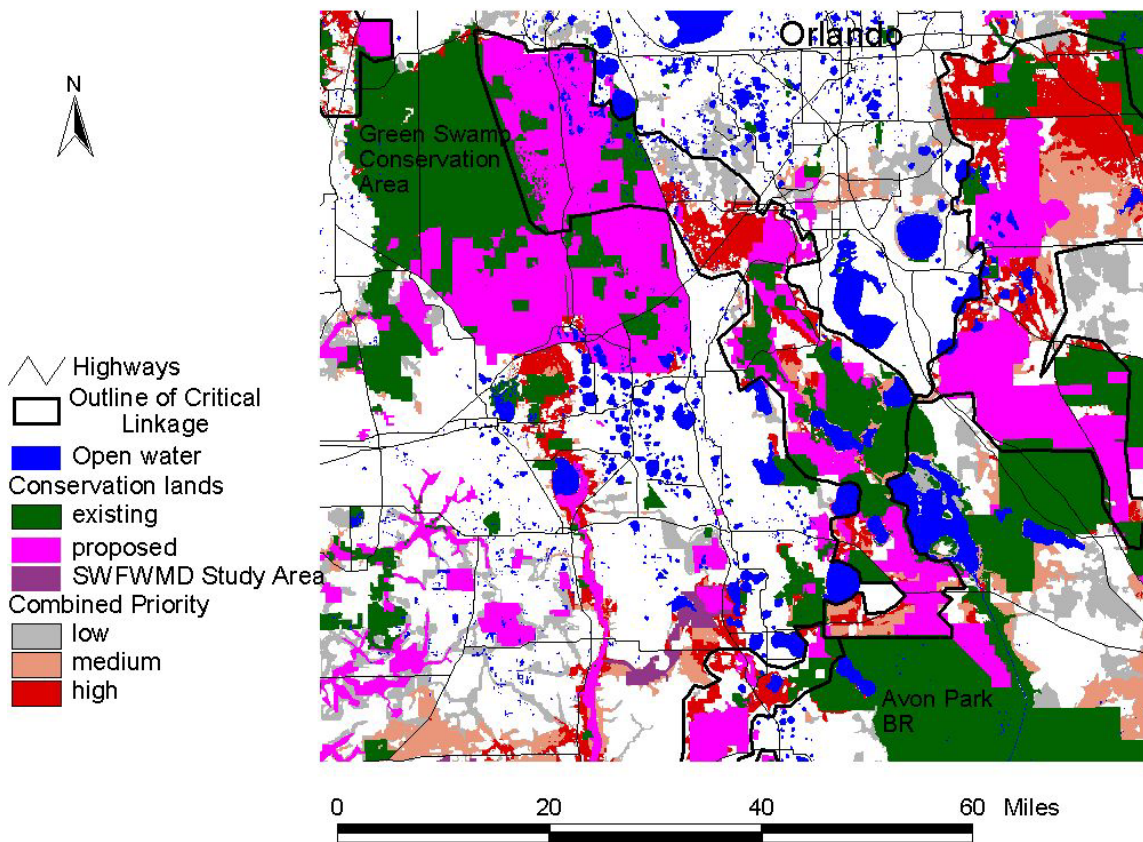 Orlando
N
Green Swamp
Conservation
Area
Highways
Outline of Critical
Linkage
Open water
Conservation lands
existing
proposed
SWFWMD Study Area
Combined Priority
low
medium
high
Avon Park
BR
0 20 40 60 Miles